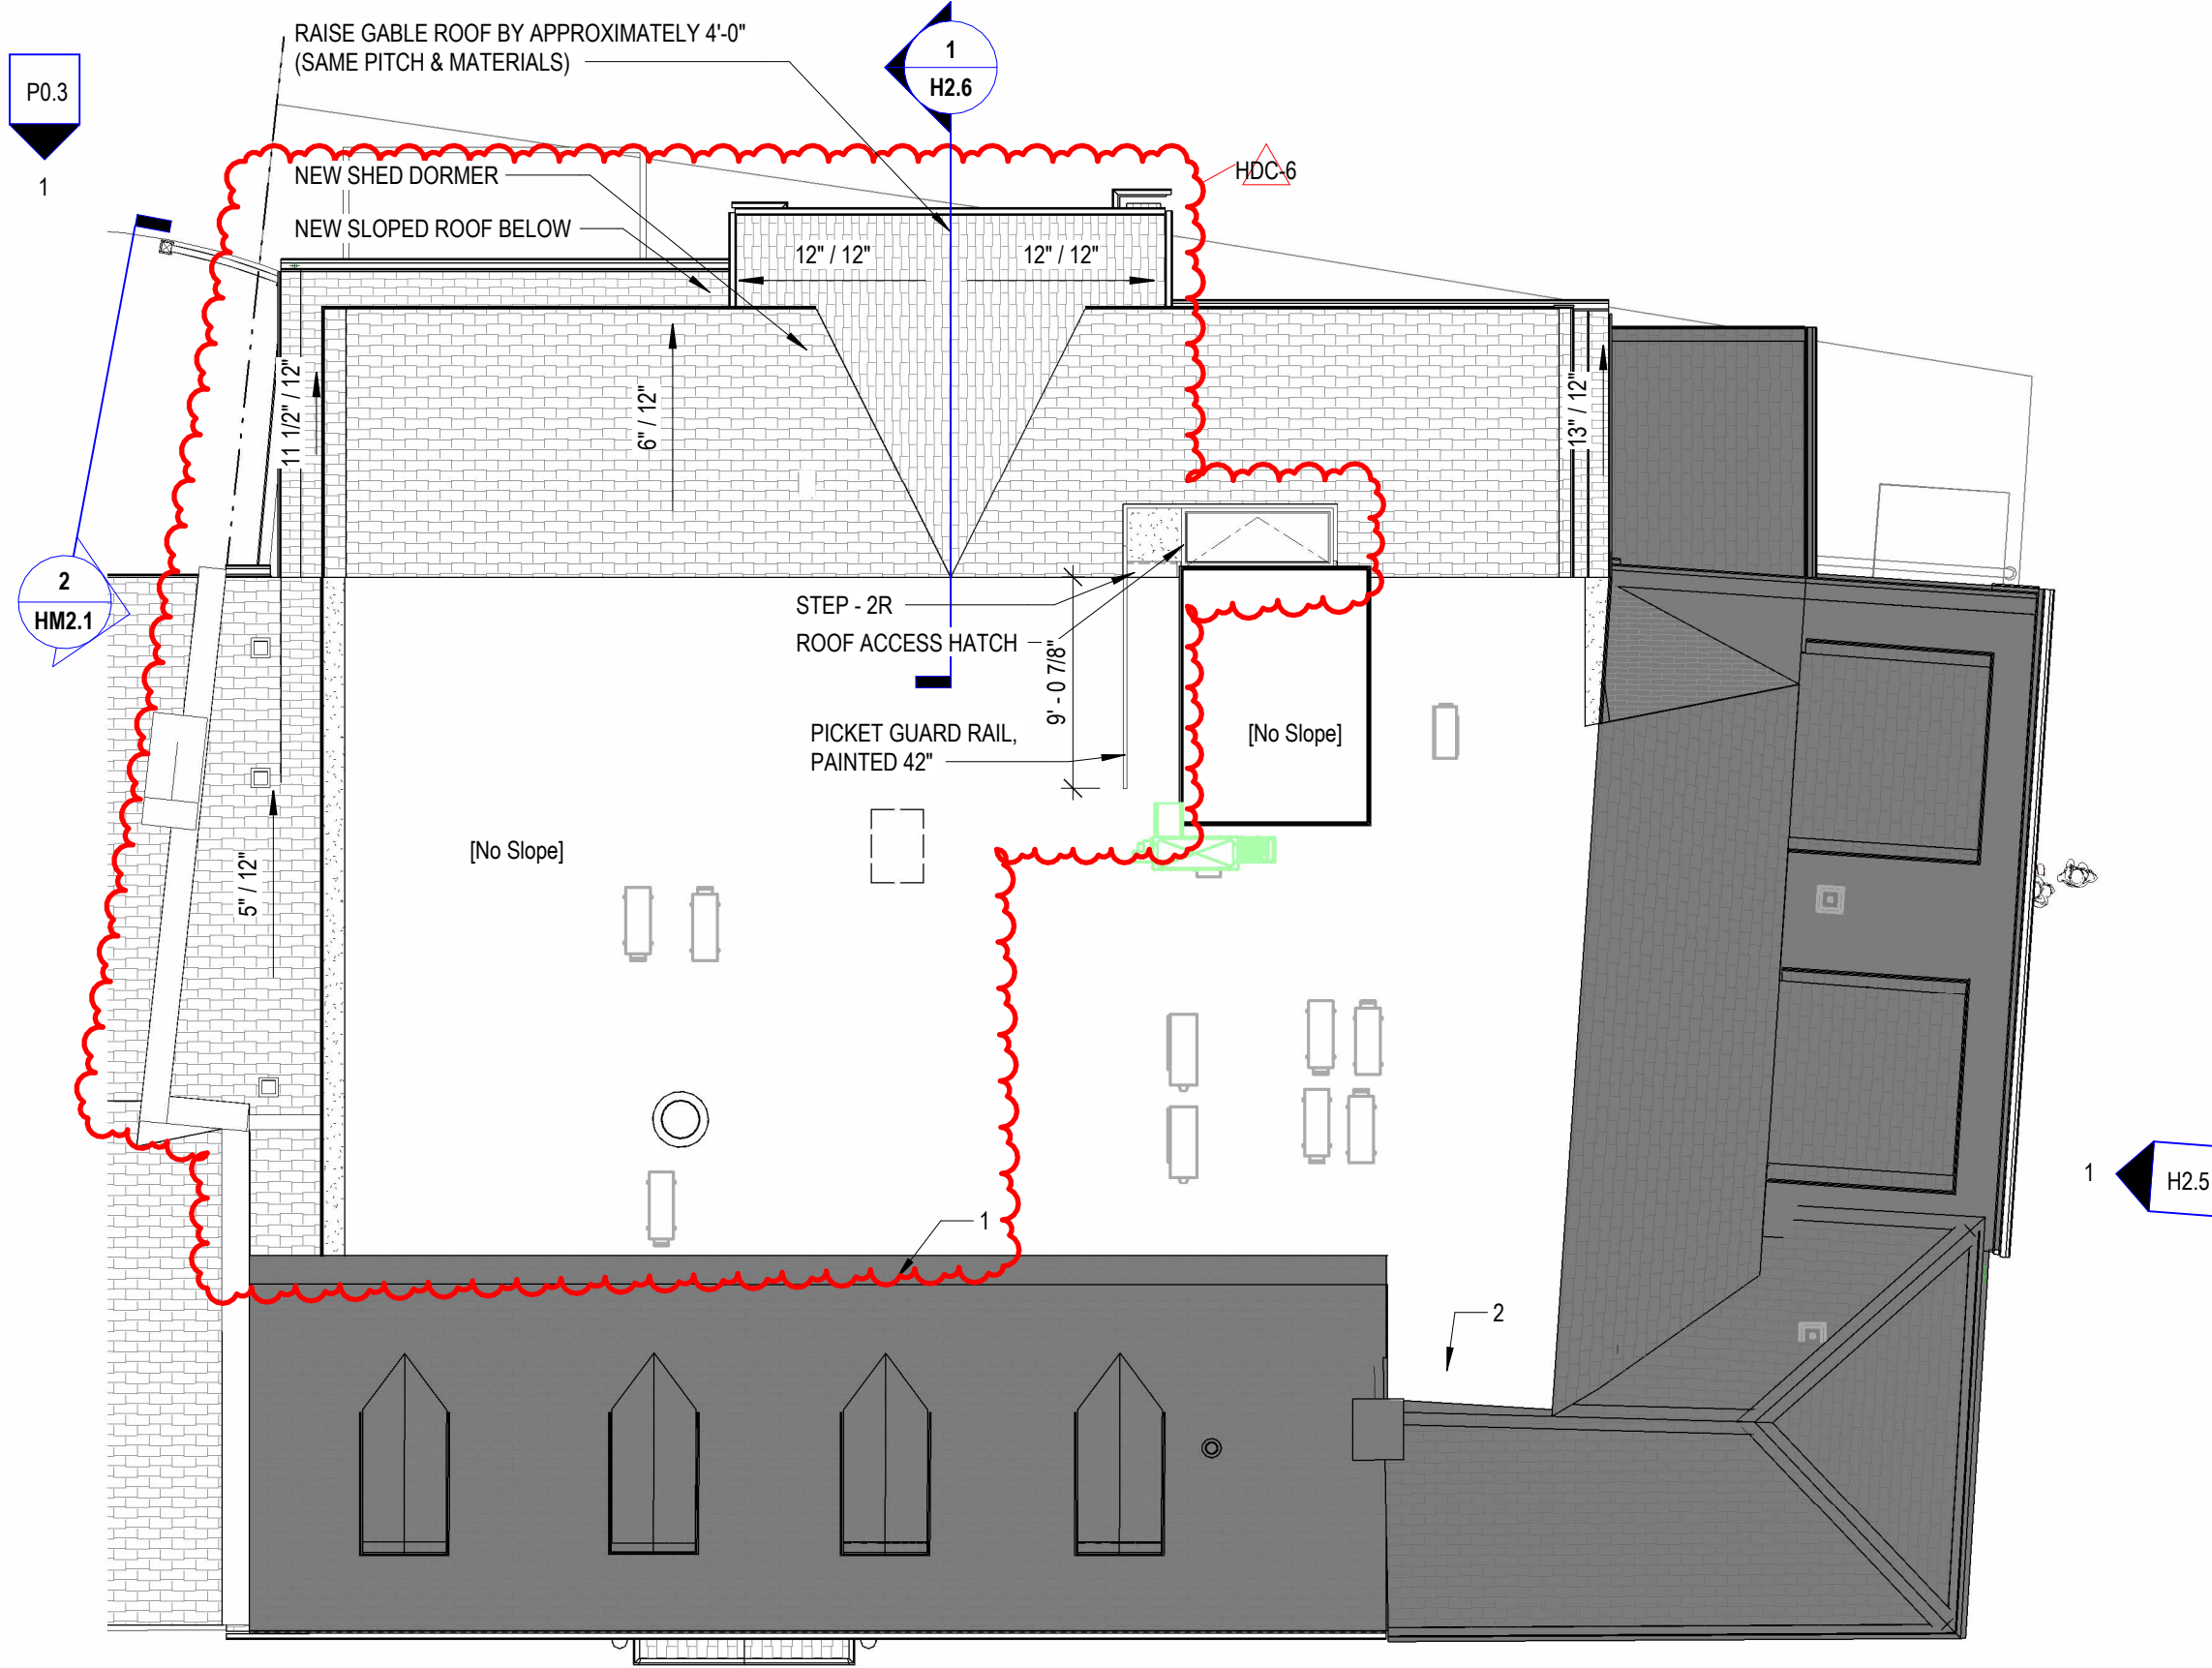 RAISE GABLE ROOF BY APPROXIMATELY 4'-0"
(SAME PITCH & MATERIALS)
1
H2.6
P0.3
1
HDC-6
NEW SHED DORMER
NEW SLOPED ROOF BELOW
12" / 12"
12" / 12"
11 1/2" / 12"
6" / 12"
13" / 12"
2
HM2.1
STEP - 2R
ROOF ACCESS HATCH
9' - 0 7/8"
PICKET GUARD RAIL,
PAINTED 42"
[No Slope]
[No Slope]
5" / 12"
1
H2.5
1
2